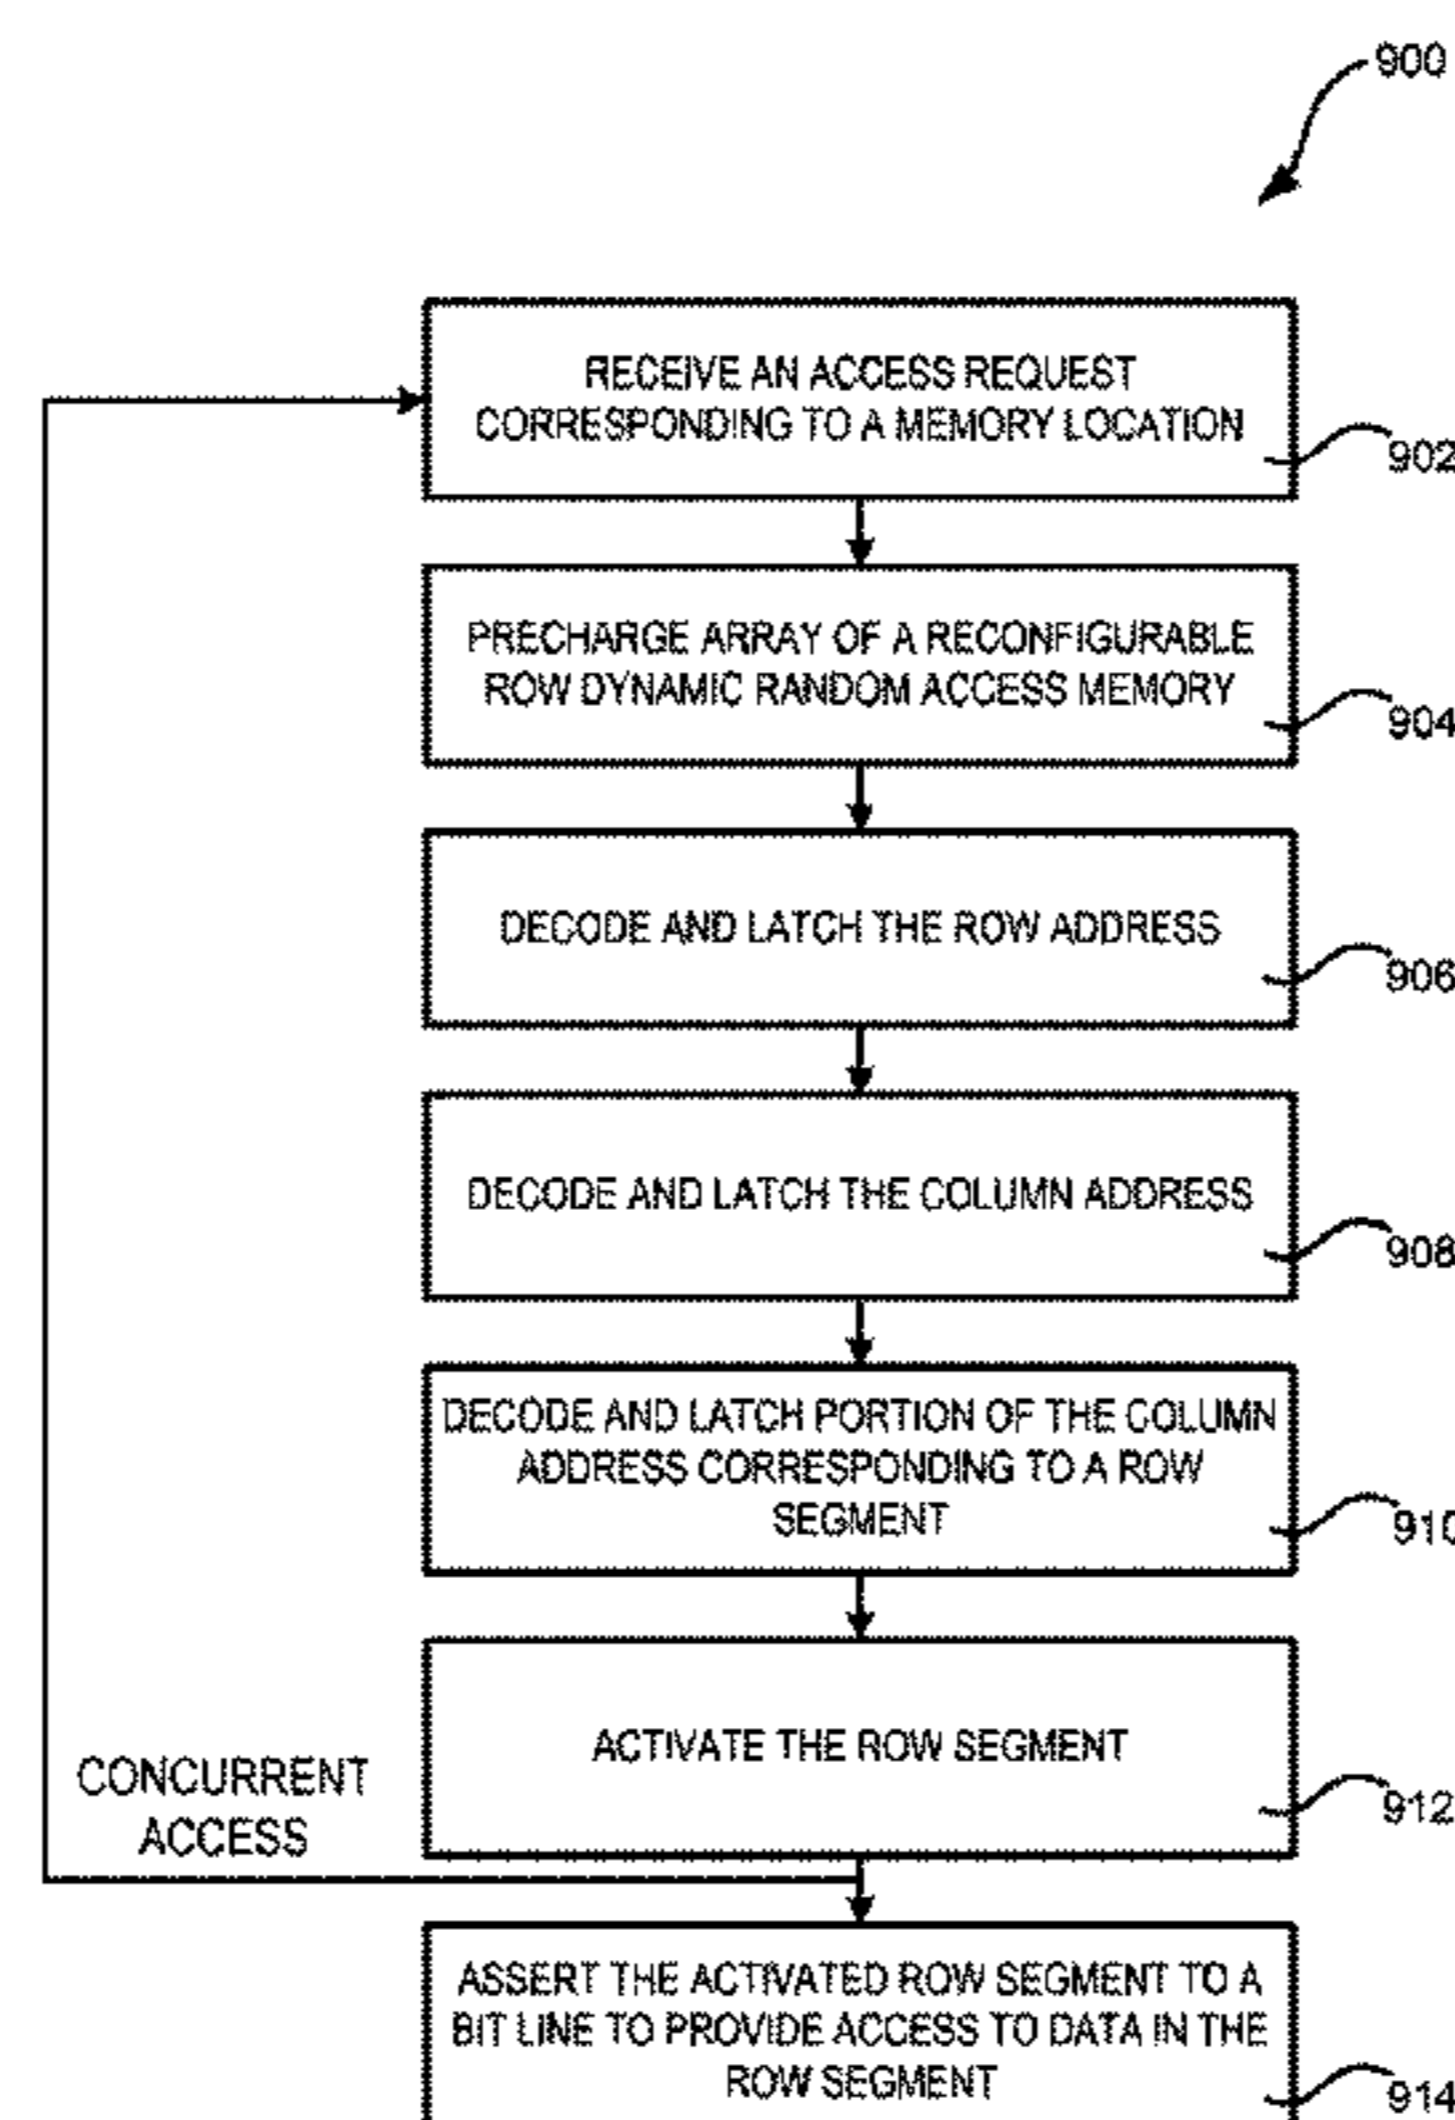 900
RECEIVE AN ACCESS REQUEST
CORRESPONDING TO A MEMORY LOCATION
902
PRECHARGE ARRAY OF A RECONFIGURABLE
ROW DYNAMIC RANDOM ACCESS MEMORY
904
DECODE AND LATCH THE ROW ADDRESS
906
DECODE AND LATCH THE COLUMN ADDRESS
908
DECODE AND LATCH PORTION OF THE COLUMN
ADDRESS CORRESPONDING TO A ROW
SEGMENT
910
ACTIVATE THE ROW SEGMENT
912
CONCURRENT
ACCESS
ASSERT THE ACTIVATED ROW SEGMENT TO A
BIT LINE TO PROVIDE ACCESS TO DATA IN THE
ROW SEGMENT
914